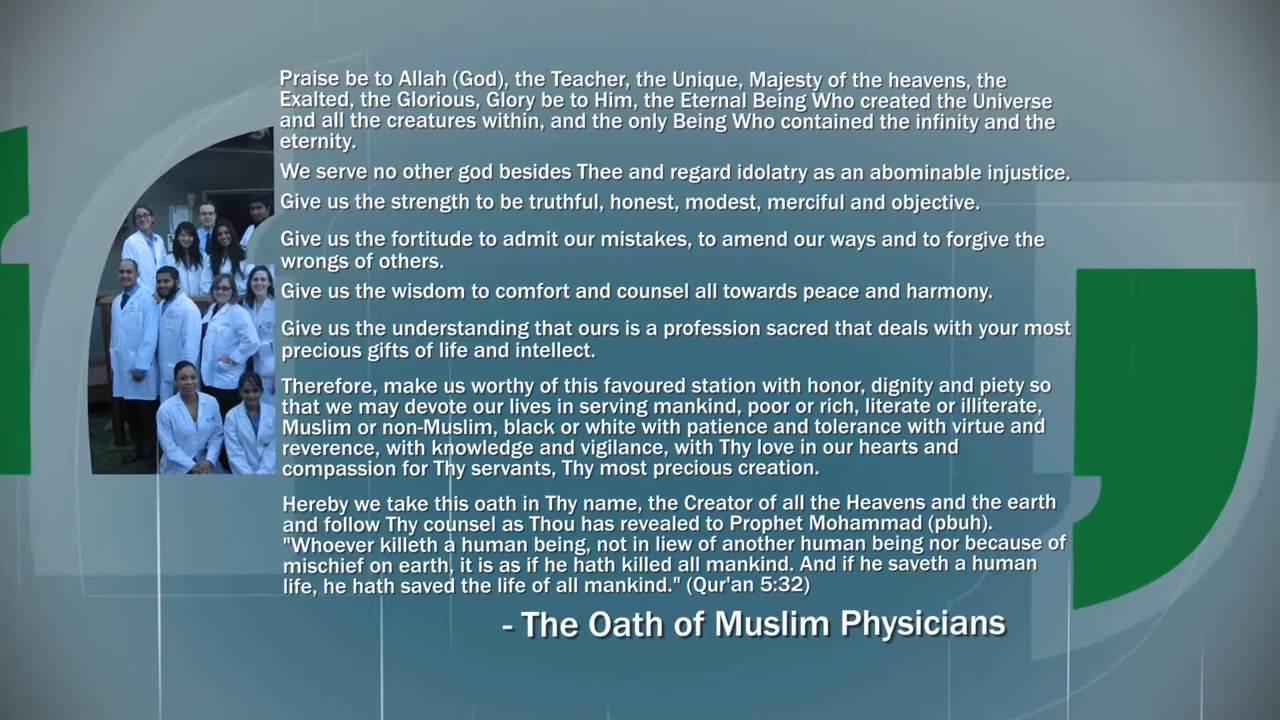 Praise be to Allah (God), the Teacher, the Unique, Majesty of the heavens, the
Exalted, the Glorious, Glory be to Him, the Eternal Being Who created the Universe
and all the creatures within, and the only Being Who contained the infinity and the
eternity.
We serve no other god besides Thee and regard idolatry as an abominable injustice.
Give us the strength to be truthful, honest, modest, merciful and objective.
Give us the fortitude to admit our mistakes, to amend our ways and to forgive the
wrongs of others.
Give us the wisdom to comfort and counsel all towards peace and harmony.
Give us the understanding that ours is a profession sacred that deals with your most
precious gifts of life and intellect.
Therefore, make us worthy of this favoured station with honor, dignity and piety so
that we may devote our lives in serving mankind, poor or rich, literate or illiterate,
Muslim or non-Muslim, black or white with patience and tolerance with virtue and
reverence, with knowledge and vigilance, with Thy love in our hearts and
compassion for Thy servants, Thy most precious creation.
Hereby we take this oath in Thy name, the Creator of all the Heavens and the earth
and follow Thy counsel as Thou has revealed to Prophet Mohammad (pbuh).
"Whoever killeth a human being, not in liew of another human being nor because of
mischief on earth, it is as if he hath killed all mankind. And if he saveth a human
life, he hath saved the life of all mankind." (Qur'an 5:32)
- The Oath of Muslim Physicians